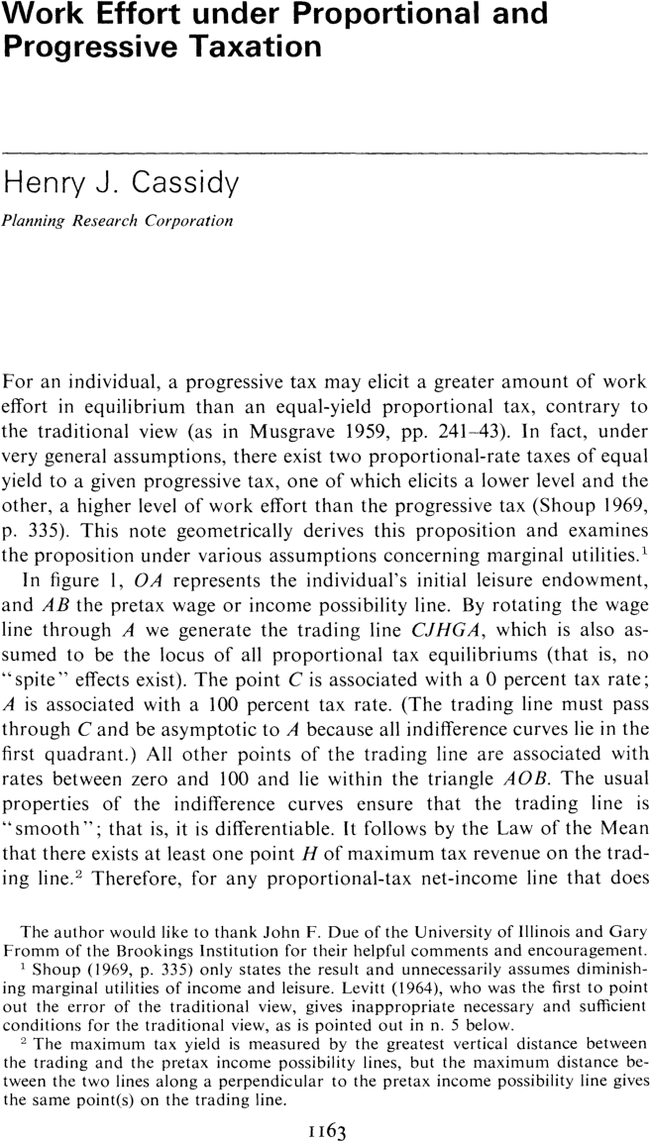 Work Effort under Proportional and
Progressive Taxation
Henry J. Cassidy
Planning Research Corporation
For an individual, a progressive tax may elicit a greater amount of work
effort in equilibrium than an equal-yield proportional tax, contrary to
the traditional view (as in Musgrave 1959, pp. 241–43). In fact, under
very general assumptions, there exist two proportional-rate taxes of equal
yield to a given progressive tax, one of which elicits a lower level and the
other, a higher level of work effort than the progressive tax (Shoup 1969,
p. 335). This note geometrically derives this proposition and examines
the proposition under various assumptions concerning marginal utilities.¹
In figure 1, OA represents the individual's initial leisure endowment,
and AB the pretax wage or income possibility line. By rotating the wage
line through A we generate the trading line CJHGA, which is also as-
sumed to be the locus of all proportional tax equilibriums (that is, no
“spite” effects exist). The point C is associated with a 0 percent tax rate;
A is associated with a 100 percent tax rate. (The trading line must pass
through C and be asymptotic to A because all indifference curves lie in the
first quadrant.) All other points of the trading line are associated with
rates between zero and 100 and lie within the triangle AOB. The usual
properties of the indifference curves ensure that the trading line is
“smooth”; that is, it is differentiable. It follows by the Law of the Mean
that there exists at least one point H of maximum tax revenue on the trad-
ing line.² Therefore, for any proportional-tax net-income line that does
The author would like to thank John F. Due of the University of Illinois and Gary
Fromm of the Brookings Institution for their helpful comments and encouragement.
¹ Shoup (1969, p. 335) only states the result and unnecessarily assumes diminish-
ing marginal utilities of income and leisure. Levitt (1964), who was the first to point
out the error of the traditional view, gives inappropriate necessary and sufficient
conditions for the traditional view, as is pointed out in n. 5 below.
² The maximum tax yield is measured by the greatest vertical distance between
the trading and the pretax income possibility lines, but the maximum distance be-
tween the two lines along a perpendicular to the pretax income possibility line gives
the same point(s) on the trading line.
1163